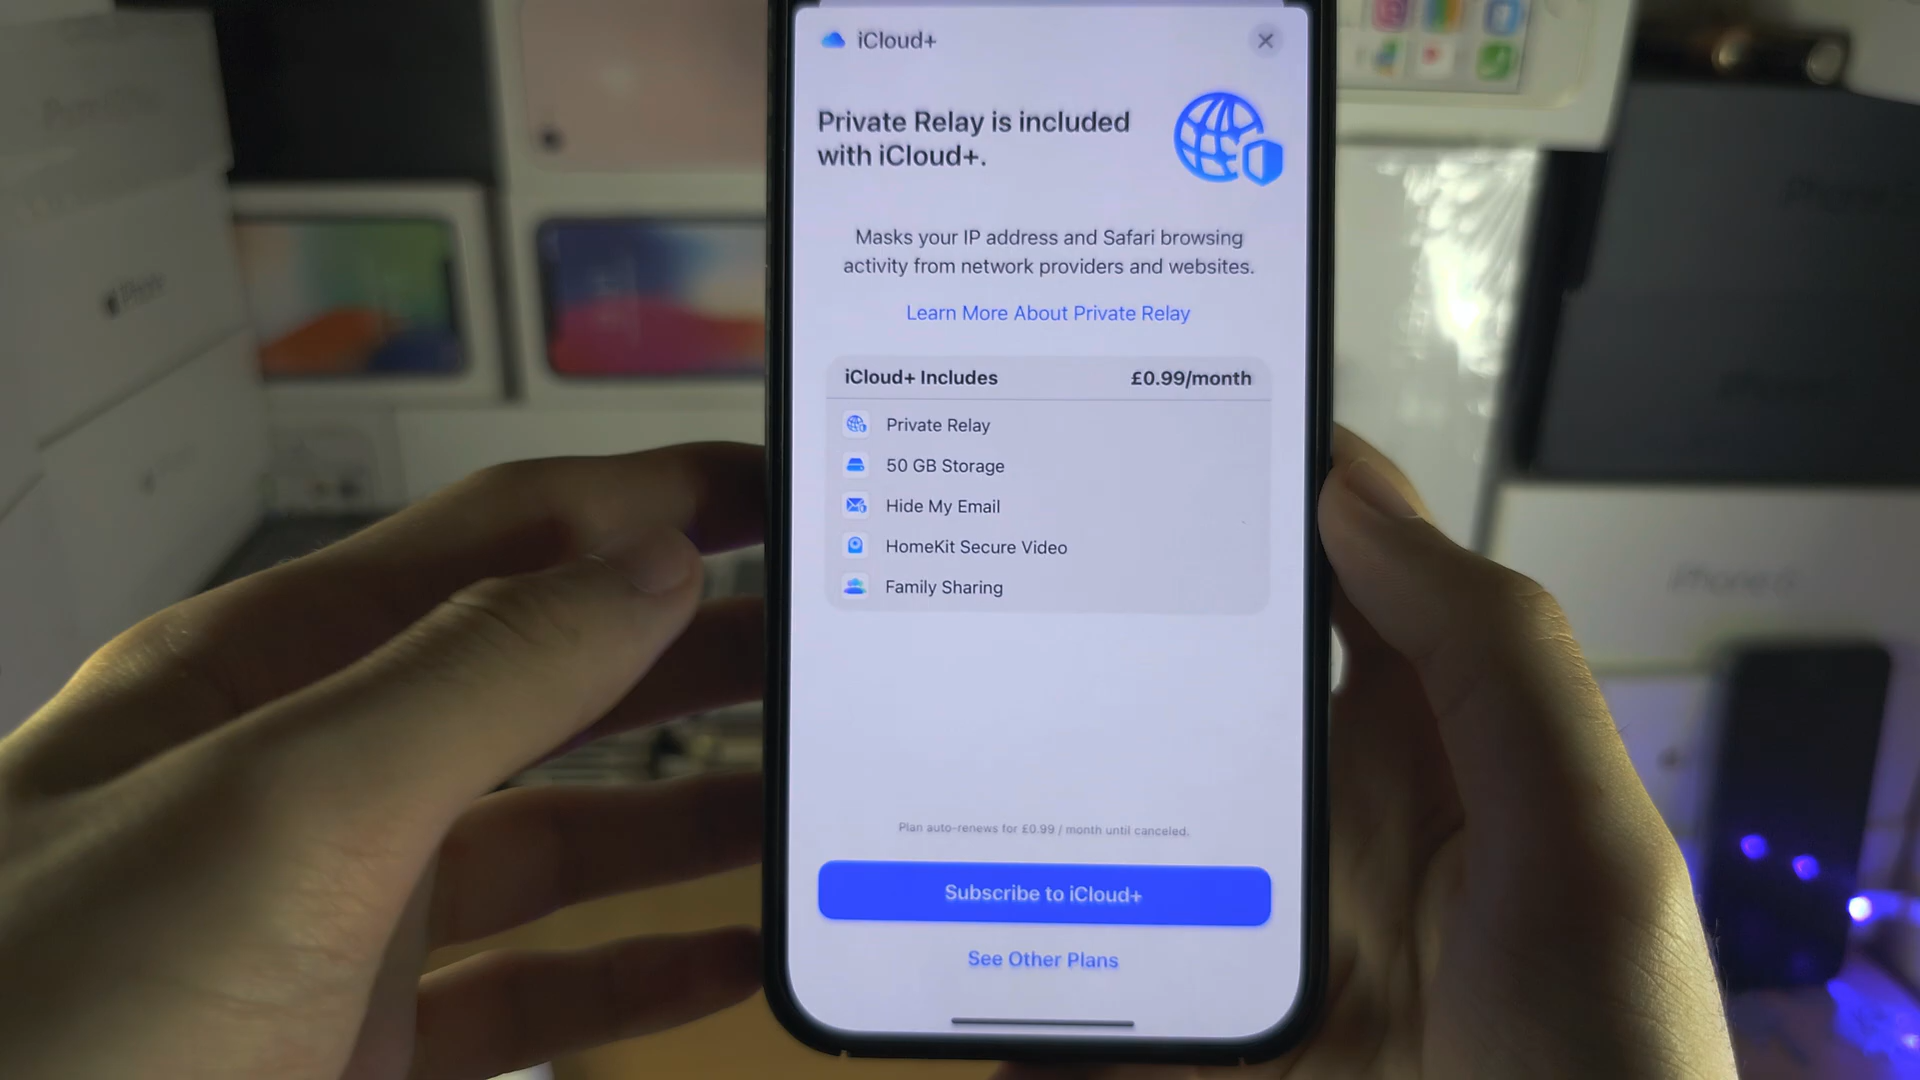 iCloud+
Private Relay is included
with iCloud+.
Masks your IP address and Safari browsing
activity from network providers and websites.
Learn More About Private Relay
iCloud+ Includes £0.99/month
Private Relay
50 GB Storage
Hide My Email
HomeKit Secure Video
Family Sharing
Plan auto-renews for £0.99 / month until canceled.
Subscribe to iCloud+
See Other Plans
iPhone